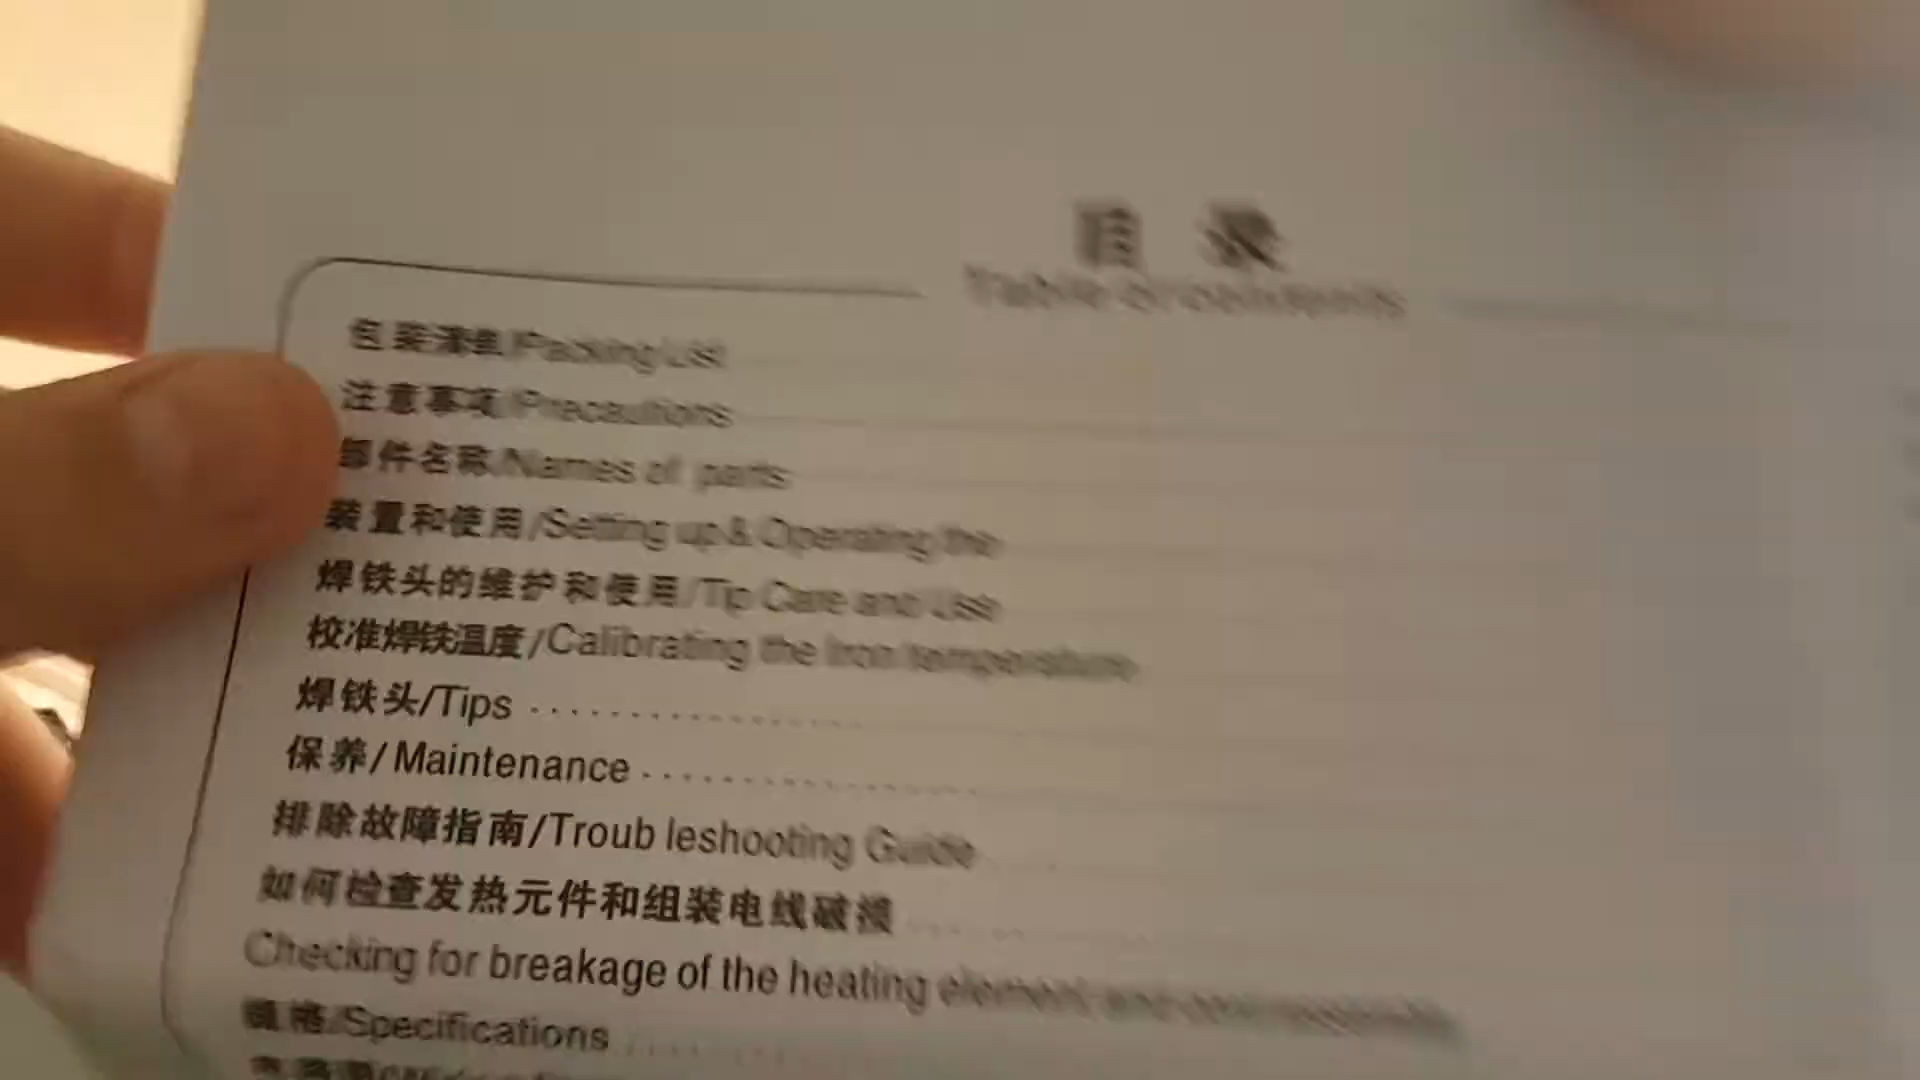 目 录
Table of contents
包装清单/Packing List
注意事项/Precautions
部件名称/Names of parts
装置和使用/Setting up & Operating the
焊铁头的维护和使用/Tip Care and Use
校准焊铁温度/Calibrating the Iron temperature
焊铁头/Tips
保养/Maintenance
排除故障指南/Troub leshooting Guide
如何检查发热元件和组装电线破损
Checking for breakage of the heating element and cord assembly
规格/Specifications